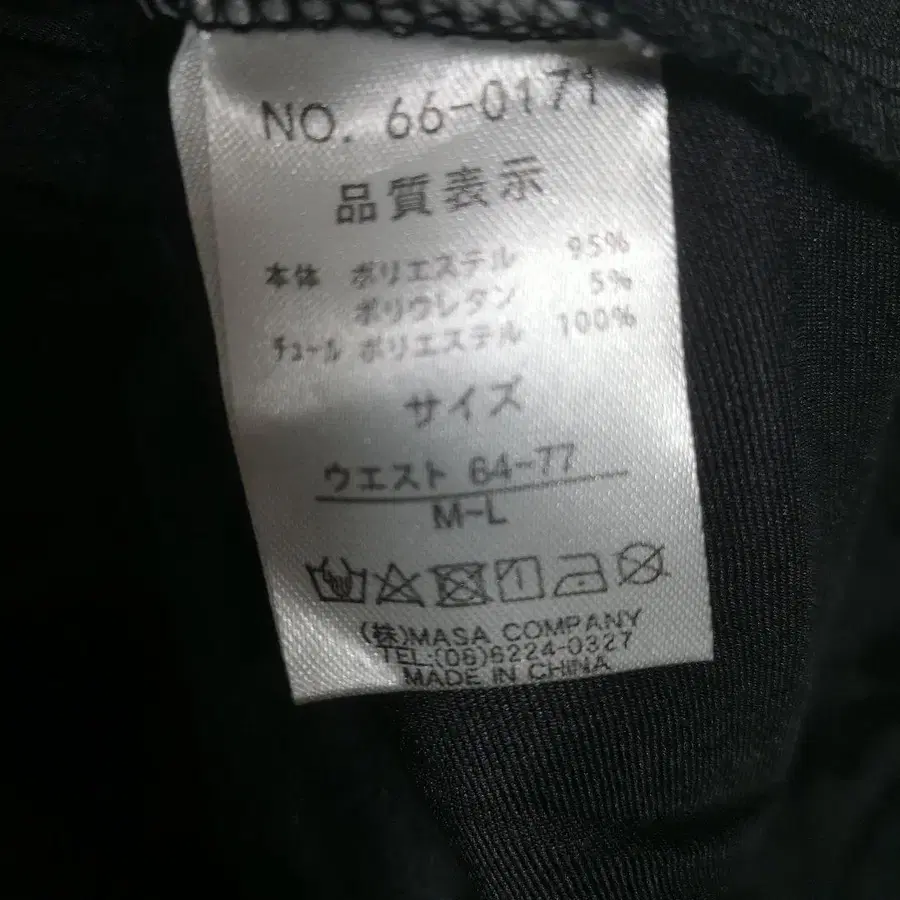 NO. 66-0171
品質表示
本体 ポリエステル 95%
ポリウレタン 5%
チュール ポリエステル 100%
サイズ
ウエスト 64-77
M-L
(株)MASA COMPANY
TEL:(06)6224-0327
MADE IN CHINA